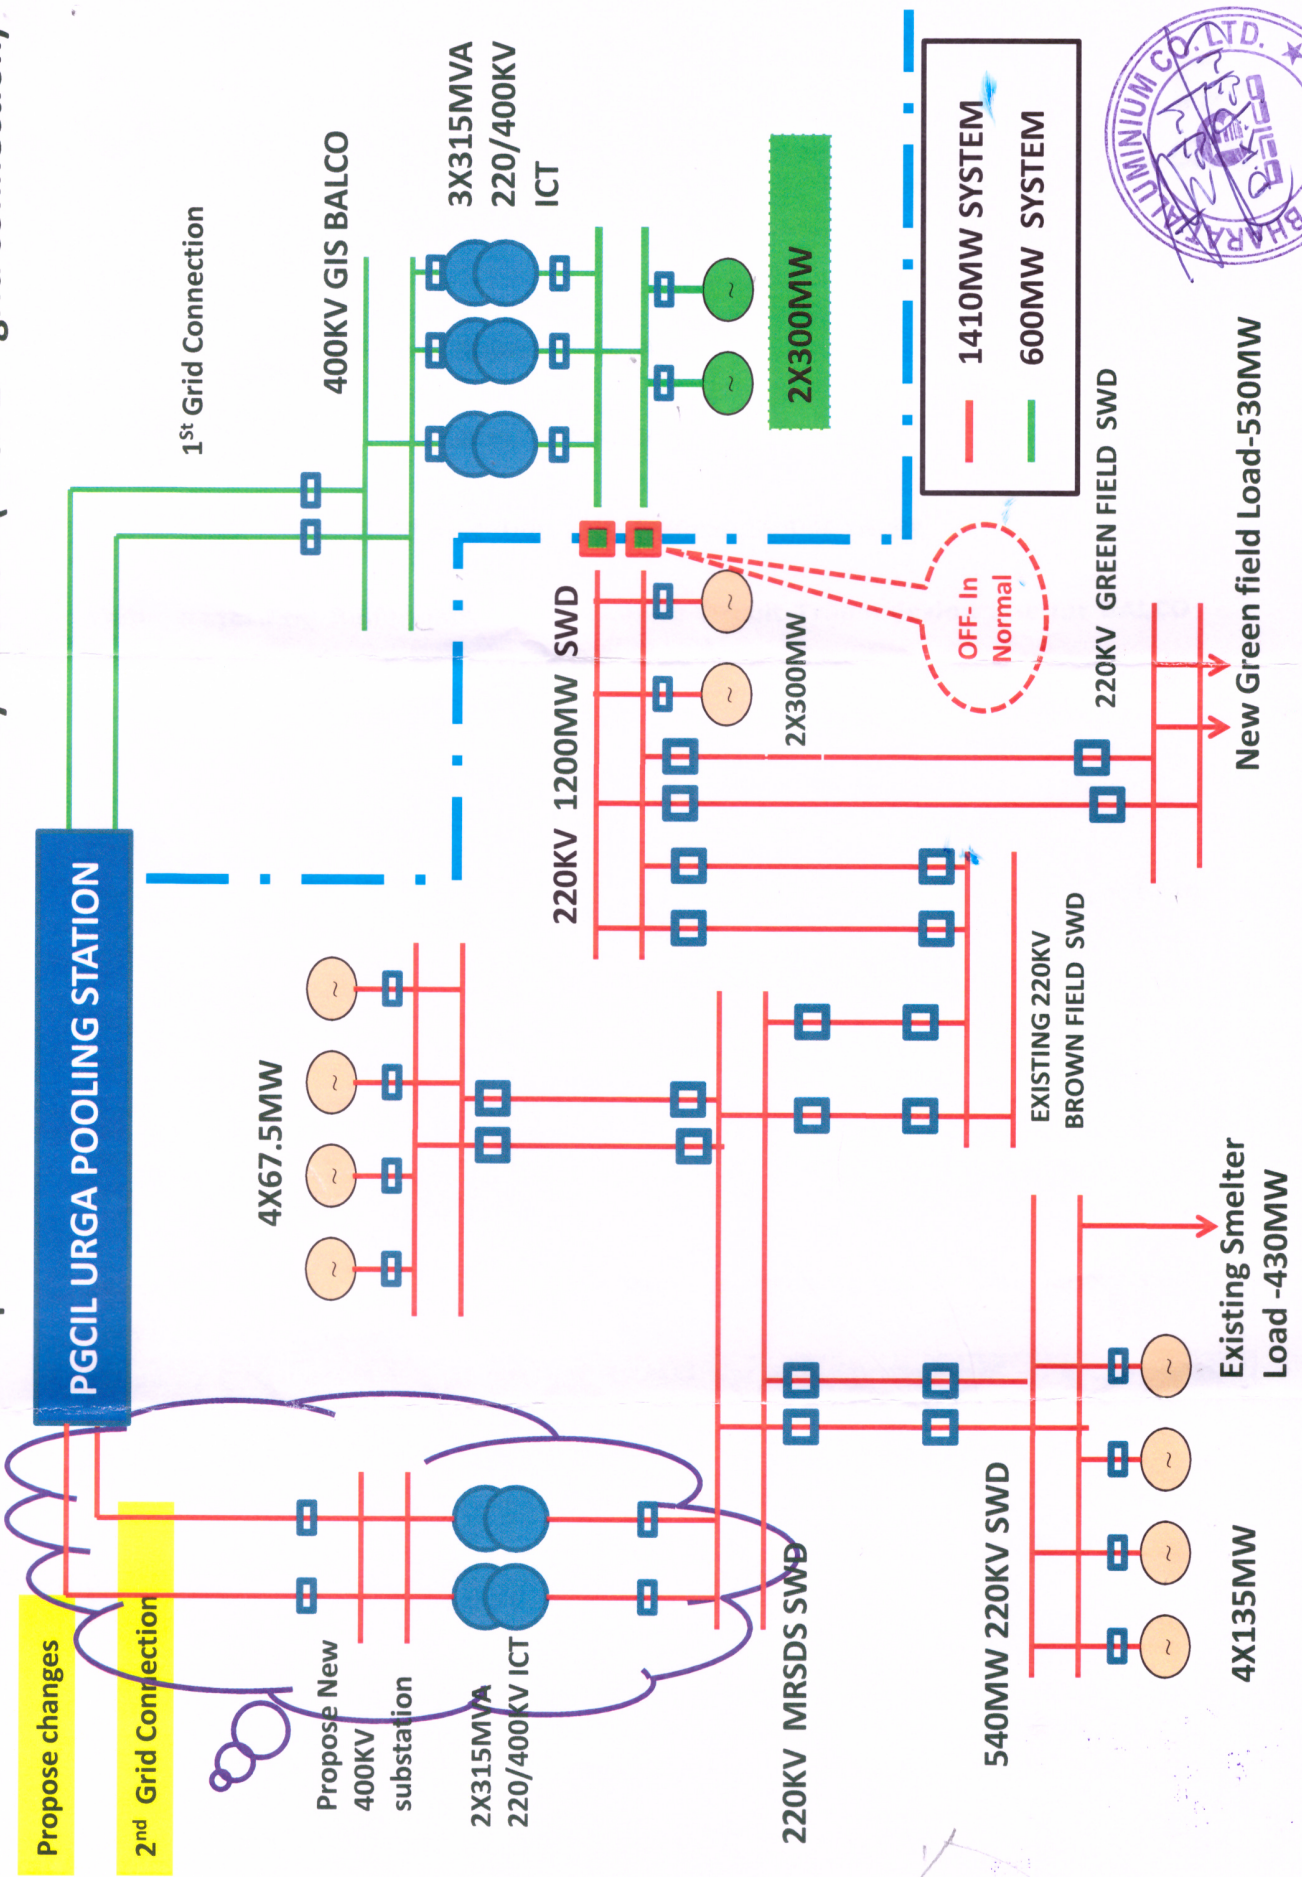 Propose changes
2nd Grid Connection
PGCIL URGA POOLING STATION
1St Grid Connection
400KV GIS BALCO
3X315MVA
220/400KV
ICT
2X300MW
4X67.5MW
Propose New
400KV
substation
2X315MVA
220/400KV ICT
220KV 1200MW SWD
2X300MW
OFF- In
Normal
1410MW SYSTEM
600MW SYSTEM
220KV GREEN FIELD SWD
New Green field Load-530MW
EXISTING 220KV
BROWN FIELD SWD
220KV MRSDS SWD
540MW 220KV SWD
4X135MW
Existing Smelter
Load -430MW
BHARAT ALUMINIUM CO. LTD.
~
~
~
~
~
~
~
~
~
~
~
~